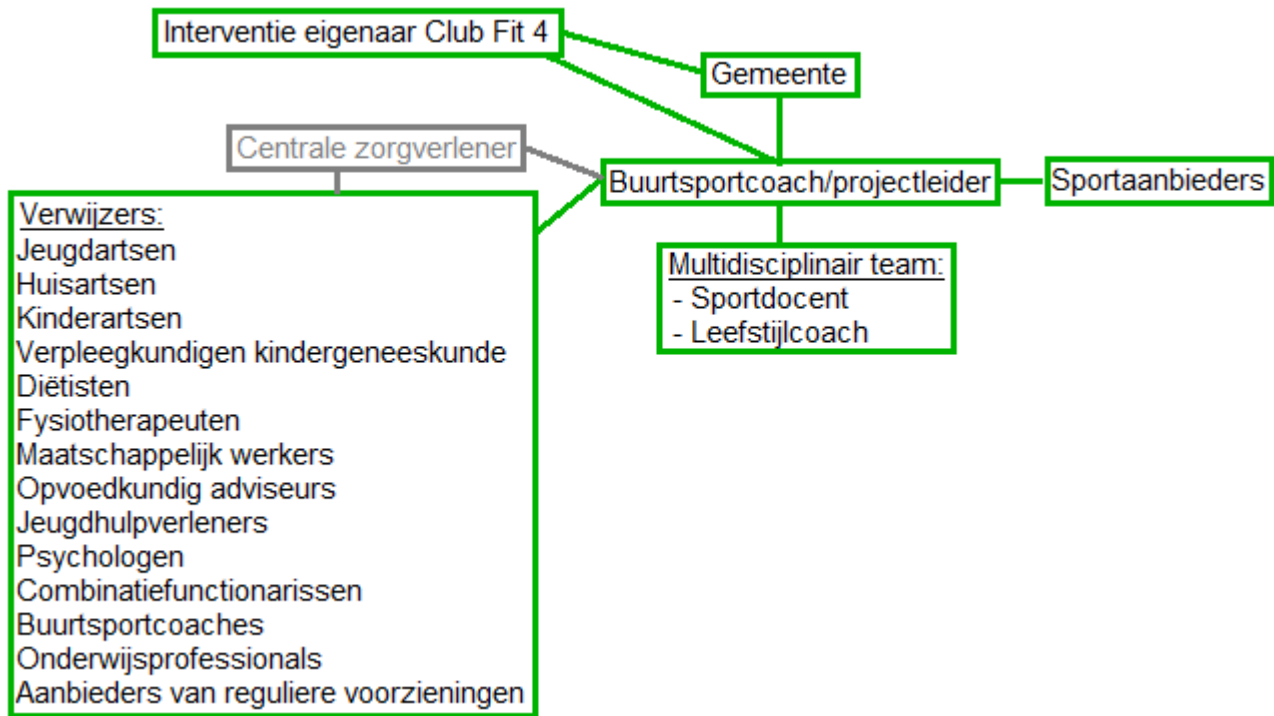 Interventie eigenaar Club Fit 4
Gemeente
Centrale zorgverlener
Buurtsportcoach/projectleider
Sportaanbieders
Verwijzers:
Jeugdartsen
Huisartsen
Kinderartsen
Verpleegkundigen kindergeneeskunde
Diëtisten
Fysiotherapeuten
Maatschappelijk werkers
Opvoedkundig adviseurs
Jeugdhulpverleners
Psychologen
Combinatiefunctionarissen
Buurtsportcoaches
Onderwijsprofessionals
Aanbieders van reguliere voorzieningen
Multidisciplinair team:
- Sportdocent
- Leefstijlcoach